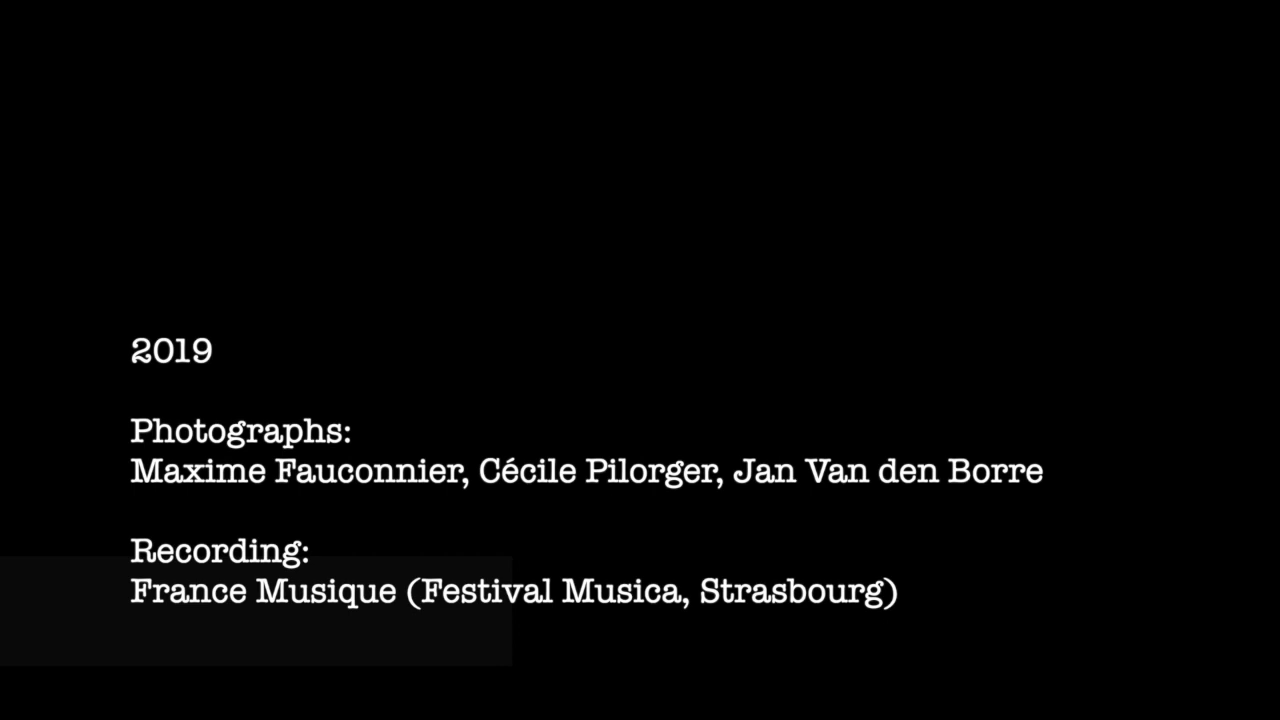 2019
Photographs:
Maxime Fauconnier, Cécile Pilorger, Jan Van den Borre
Recording:
France Musique (Festival Musica, Strasbourg)